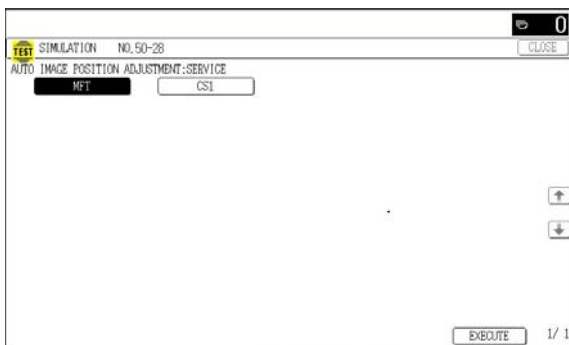 0
TEST SIMULATION NO.50-28 CLOSE
AUTO IMAGE POSITION ADJUSTMENT:SERVICE
MFT CS1
EXECUTE 1/ 1